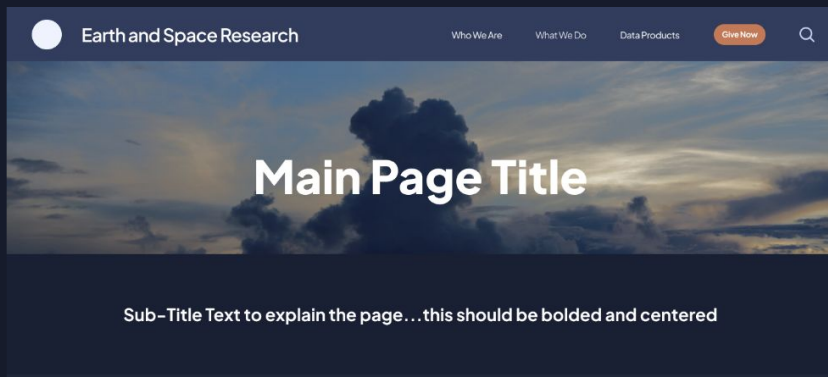 Earth and Space Research
Who We Are
What We Do
Data Products
Give Now
Main Page Title
Sub-Title Text to explain the page...this should be bolded and centered